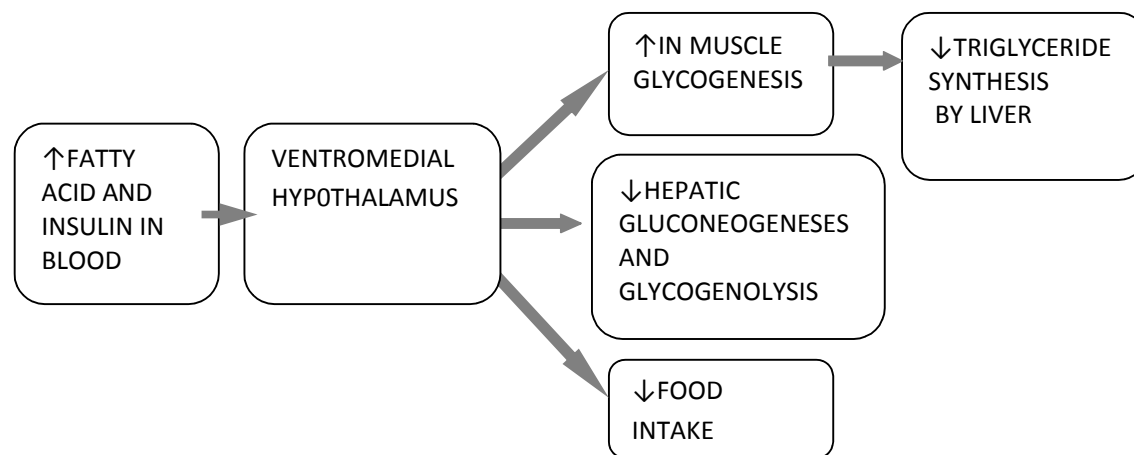 ↑FATTY
ACID AND
INSULIN IN
BLOOD
VENTROMEDIAL
HYP0THALAMUS
↑IN MUSCLE
GLYCOGENESIS
↓TRIGLYCERIDE
SYNTHESIS
BY LIVER
↓HEPATIC
GLUCONEOGENESES
AND
GLYCOGENOLYSIS
↓FOOD
INTAKE